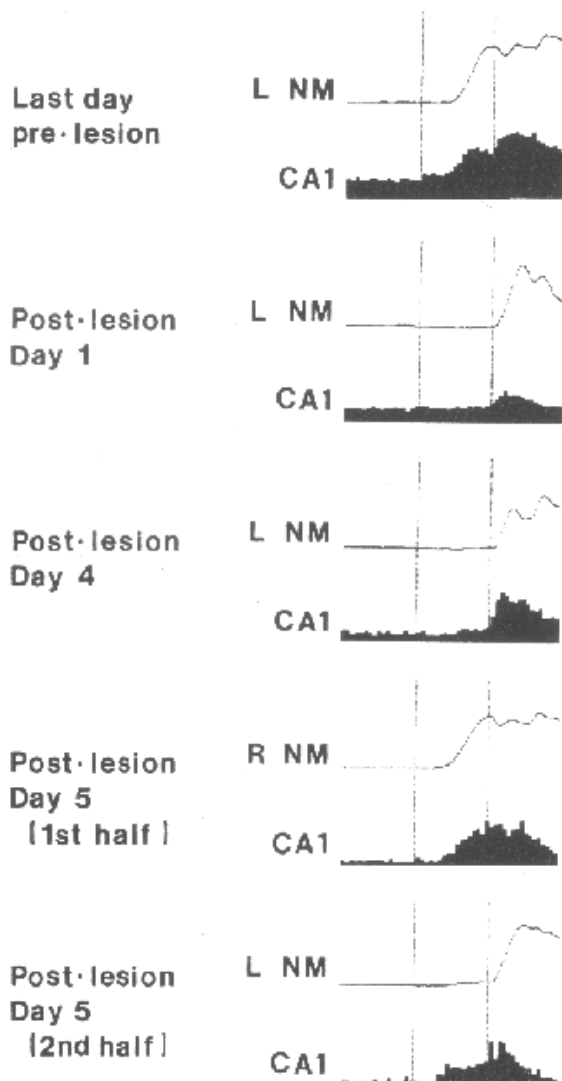 Last day
pre·lesion
L NM
CA1
Post·lesion
Day 1
L NM
CA1
Post·lesion
Day 4
L NM
CA1
Post·lesion
Day 5
(1st half)
R NM
CA1
Post·lesion
Day 5
(2nd half)
L NM
CA1